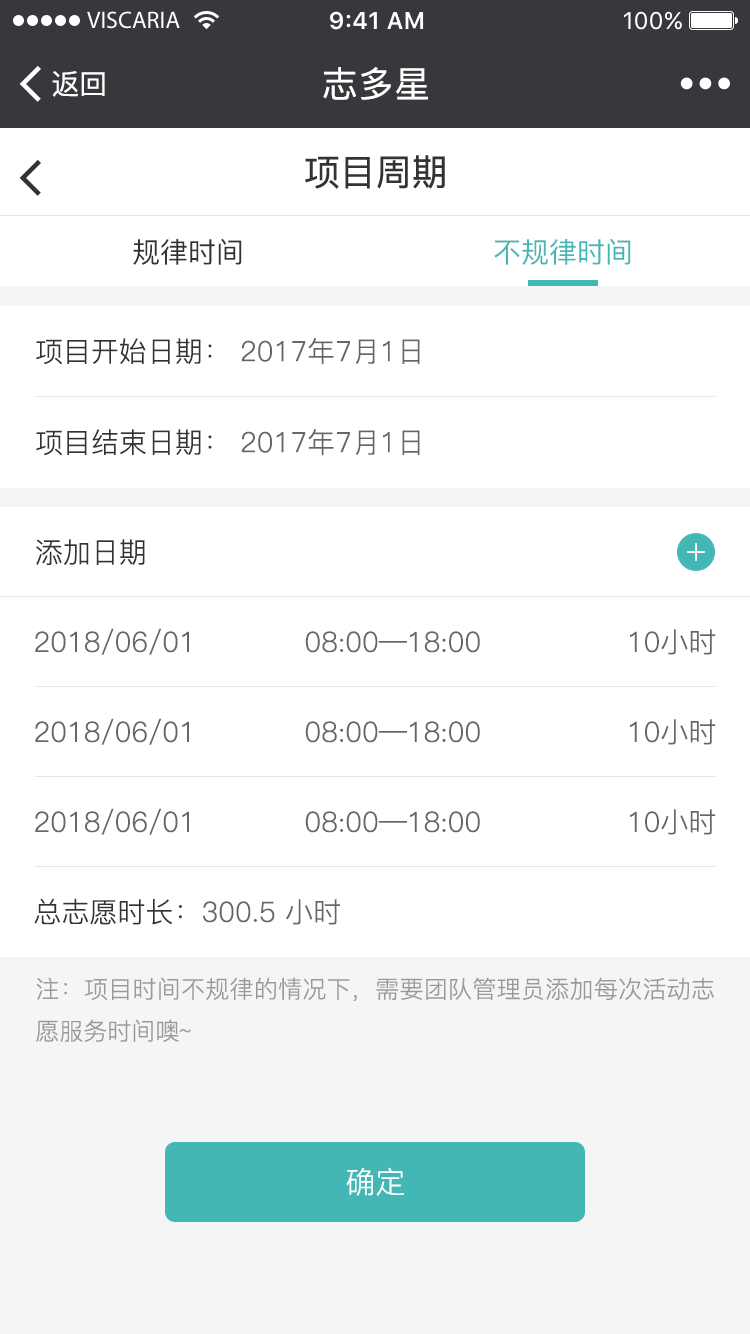 VISCARIA 9:41 AM 100%
返回 志多星
项目周期
规律时间 不规律时间
项目开始日期： 2017年7月1日
项目结束日期： 2017年7月1日
添加日期
2018/06/01 08:00—18:00 10小时
2018/06/01 08:00—18:00 10小时
2018/06/01 08:00—18:00 10小时
总志愿时长： 300.5 小时
注：项目时间不规律的情况下，需要团队管理员添加每次活动志
愿服务时间噢~
确定